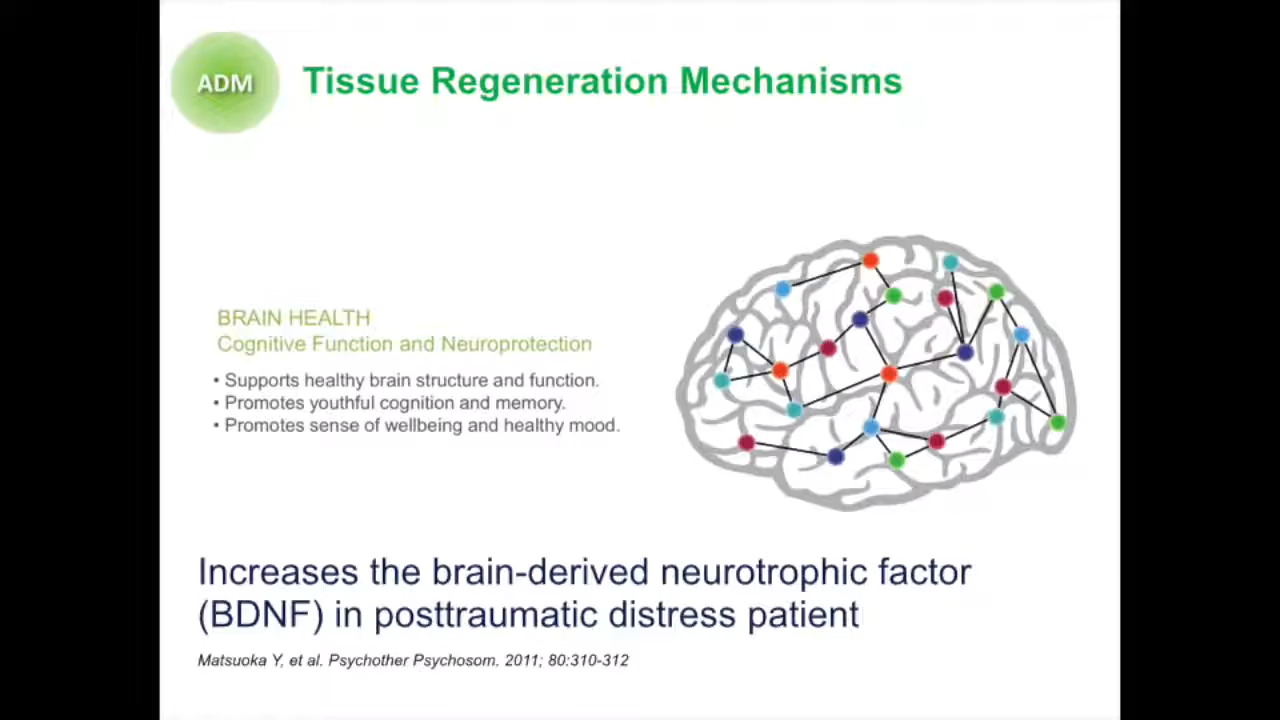 ADM
Tissue Regeneration Mechanisms
BRAIN HEALTH
Cognitive Function and Neuroprotection
• Supports healthy brain structure and function.
• Promotes youthful cognition and memory.
• Promotes sense of wellbeing and healthy mood.
Increases the brain-derived neurotrophic factor
(BDNF) in posttraumatic distress patient
Matsuoka Y, et al. Psychother Psychosom. 2011; 80:310-312